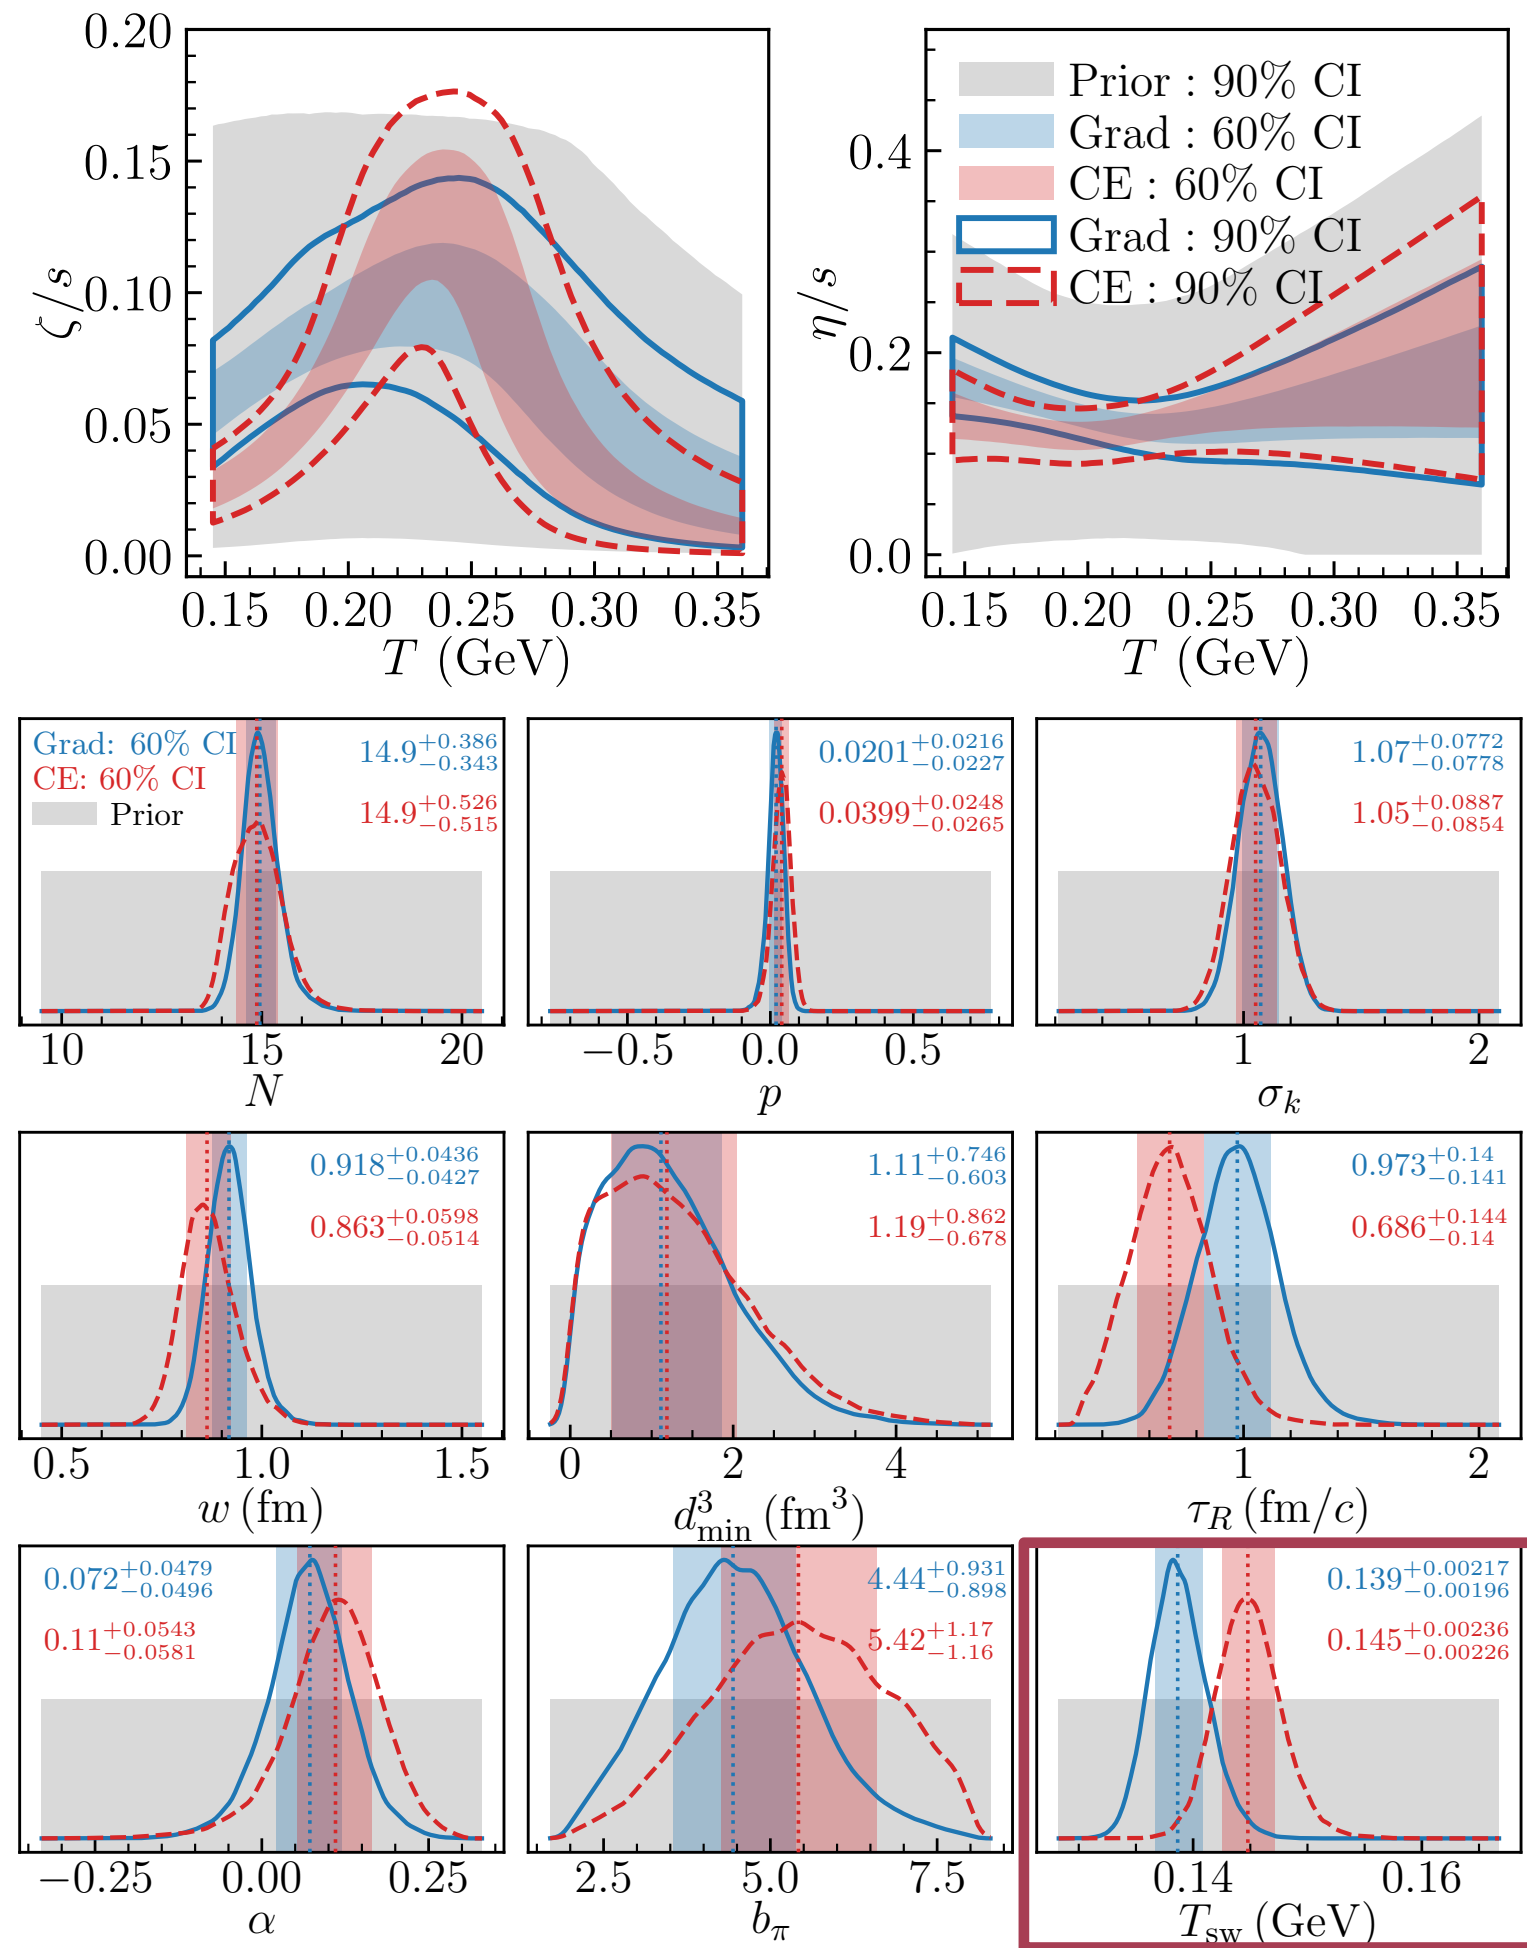 0.20
0.15
0.10
0.05
0.00
ζ/s
0.15 0.20 0.25 0.30 0.35
T (GeV)
0.4
0.2
0.0
η/s
Prior : 90% CI
Grad : 60% CI
CE : 60% CI
Grad : 90% CI
CE : 90% CI
0.15 0.20 0.25 0.30 0.35
T (GeV)
Grad: 60% CI
CE: 60% CI
Prior
14.9 +0.386 −0.343
14.9 +0.526 −0.515
10 15 20
N
0.0201 +0.0216 −0.0227
0.0399 +0.0248 −0.0265
−0.5 0.0 0.5
p
1.07 +0.0772 −0.0778
1.05 +0.0887 −0.0854
1 2
σk
0.918 +0.0436 −0.0427
0.863 +0.0598 −0.0514
0.5 1.0 1.5
w (fm)
1.11 +0.746 −0.603
1.19 +0.862 −0.678
0 2 4
d³min (fm³)
0.973 +0.14 −0.141
0.686 +0.144 −0.14
1 2
τR (fm/c)
0.072 +0.0479 −0.0496
0.11 +0.0543 −0.0581
−0.25 0.00 0.25
α
4.44 +0.931 −0.898
5.42 +1.17 −1.16
2.5 5.0 7.5
bπ
0.139 +0.00217 −0.00196
0.145 +0.00236 −0.00226
0.14 0.16
Tsw (GeV)